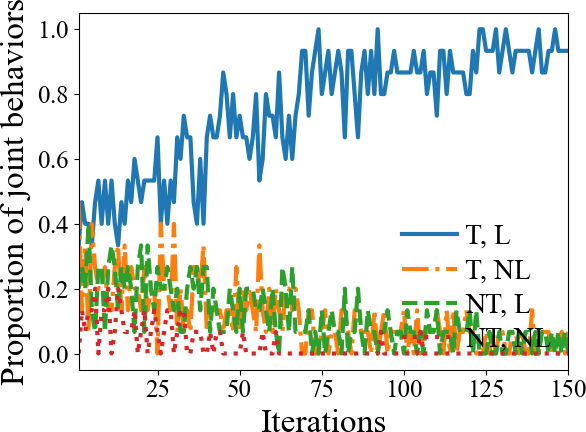 Proportion of joint behaviors
1.0
0.8
0.6
0.4
0.2
0.0
T, L
T, NL
NT, L
NT, NL
25
50
75
100
125
150
Iterations